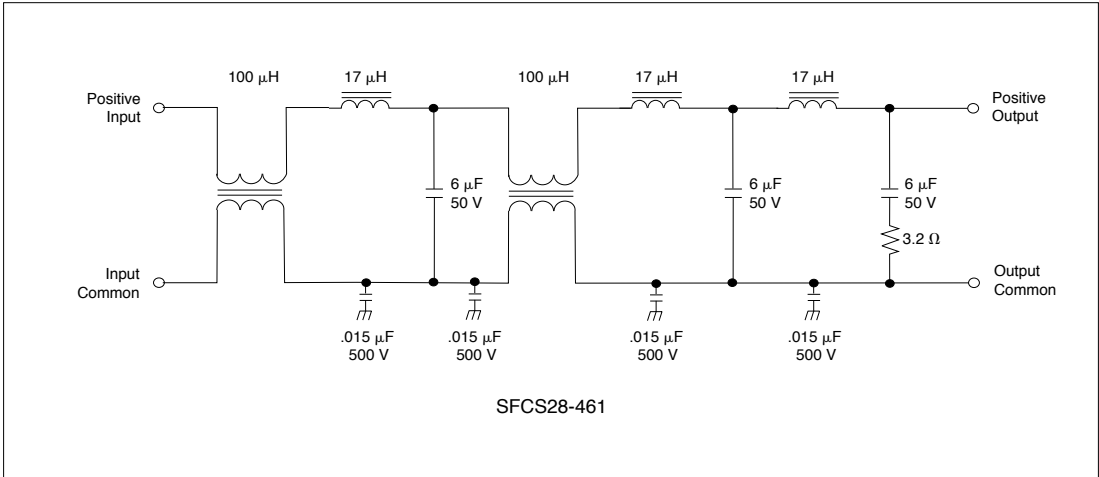 100 μH
17 μH
100 μH
17 μH
17 μH
Positive
Input
Positive
Output
6 μF
50 V
6 μF
50 V
6 μF
50 V
3.2 Ω
Input
Common
Output
Common
.015 μF
500 V
.015 μF
500 V
.015 μF
500 V
.015 μF
500 V
SFCS28-461